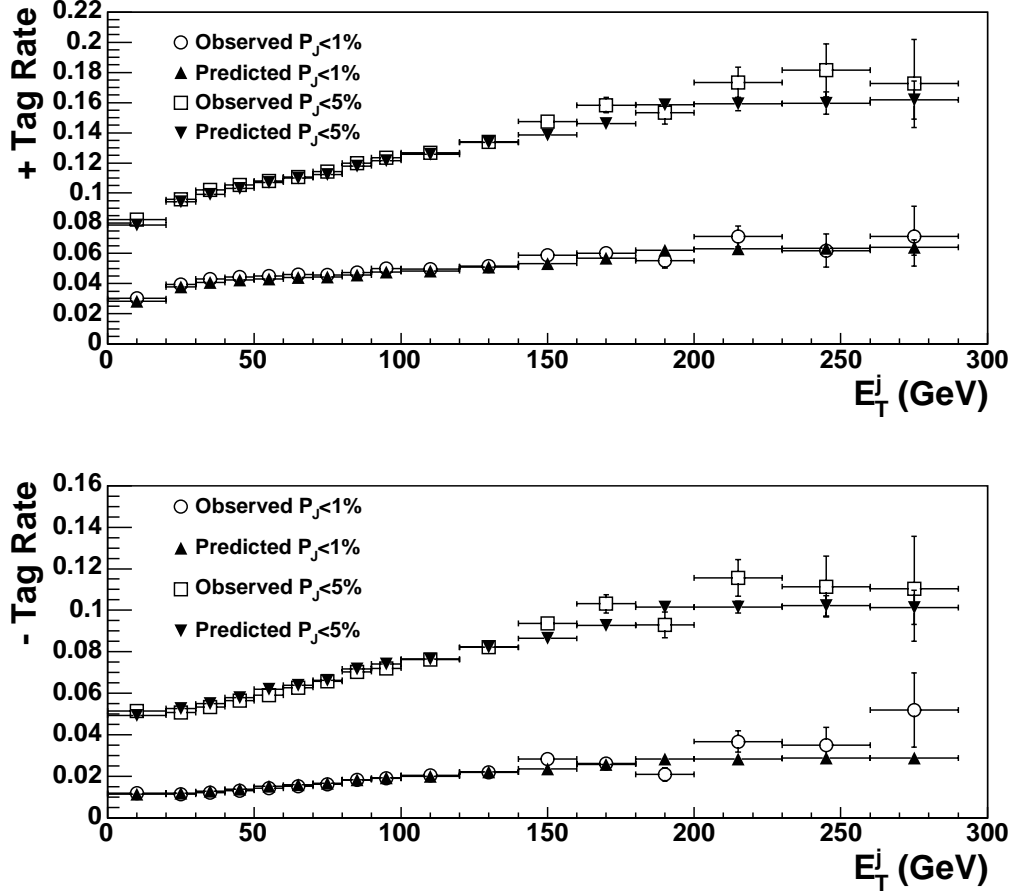 + Tag Rate
0.22
0.2
0.18
0.16
0.14
0.12
0.1
0.08
0.06
0.04
0.02
0
Observed P_J<1%
Predicted P_J<1%
Observed P_J<5%
Predicted P_J<5%
0 50 100 150 200 250 300
E_T^j (GeV)
- Tag Rate
0.16
0.14
0.12
0.1
0.08
0.06
0.04
0.02
0
Observed P_J<1%
Predicted P_J<1%
Observed P_J<5%
Predicted P_J<5%
0 50 100 150 200 250 300
E_T^j (GeV)